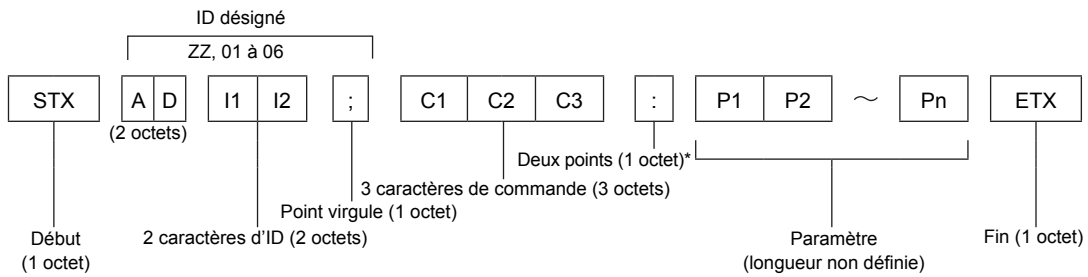 ID désigné
ZZ, 01 à 06
STX A D I1 I2 ; C1 C2 C3 : P1 P2 ～ Pn ETX
(2 octets)
Deux points (1 octet)*
3 caractères de commande (3 octets)
Point virgule (1 octet)
Début
(1 octet)
2 caractères d'ID (2 octets)
Paramètre
(longueur non définie)
Fin (1 octet)